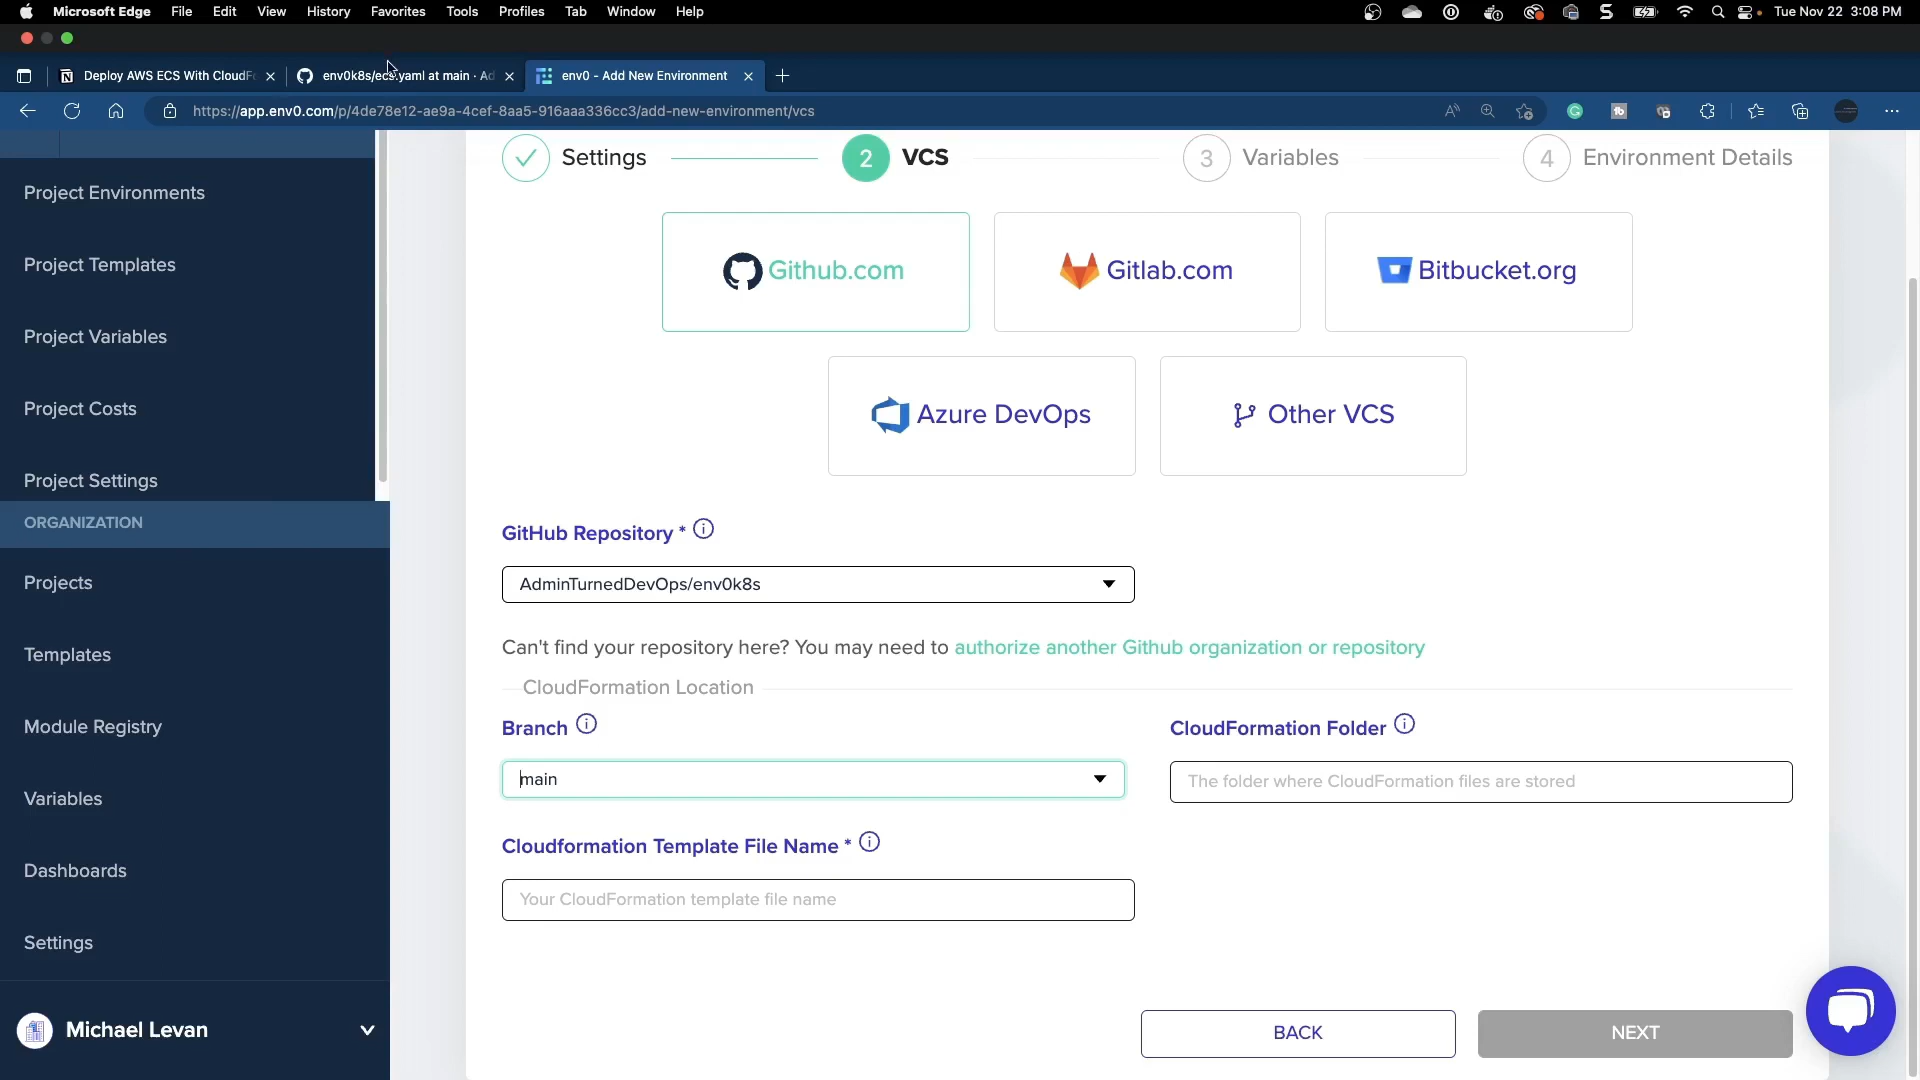 Microsoft Edge File Edit View History Favorites Tools Profiles Tab Window Help Tue Nov 22 3:08 PM
Deploy AWS ECS With CloudFo env0k8s/ecs.yaml at main · Ad env0 - Add New Environment
https://app.env0.com/p/4de78e12-ae9a-4cef-8aa5-916aaa336cc3/add-new-environment/vcs
Settings 2 VCS 3 Variables 4 Environment Details
Project Environments
Project Templates
Project Variables
Project Costs
Project Settings
ORGANIZATION
Projects
Templates
Module Registry
Variables
Dashboards
Settings
Michael Levan
Github.com Gitlab.com Bitbucket.org
Azure DevOps Other VCS
GitHub Repository *
AdminTurnedDevOps/env0k8s
Can't find your repository here? You may need to authorize another Github organization or repository
CloudFormation Location
Branch CloudFormation Folder
main The folder where CloudFormation files are stored
Cloudformation Template File Name *
Your CloudFormation template file name
BACK NEXT